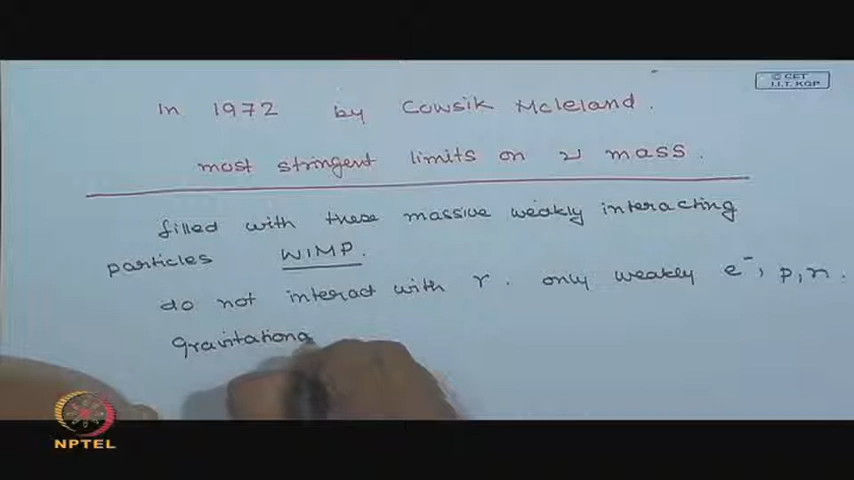 © CET
I.I.T. KGP
In 1972 by Cowsik Mcleland.
most stringent limits on ν mass.
filled with these massive weakly interacting
particles WIMP.
do not interact with r. only weakly e⁻, p, n.
Gravitationa
NPTEL